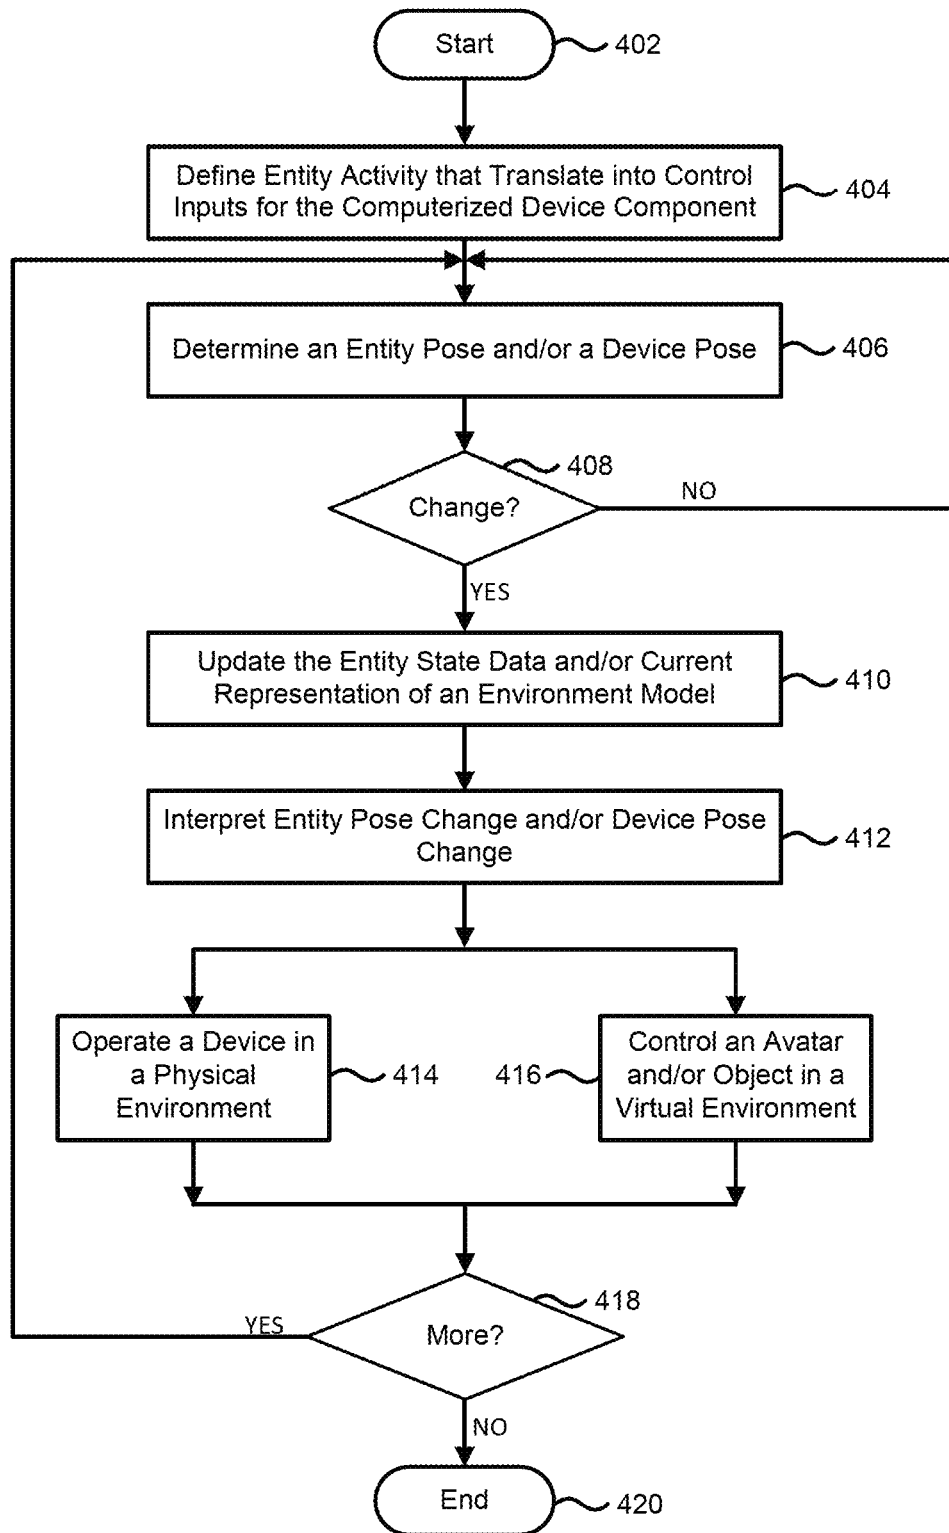 Start
402
Define Entity Activity that Translate into Control
Inputs for the Computerized Device Component
404
Determine an Entity Pose and/or a Device Pose
406
408
Change?
NO
YES
Update the Entity State Data and/or Current
Representation of an Environment Model
410
Interpret Entity Pose Change and/or Device Pose
Change
412
Operate a Device in
a Physical
Environment
414
416
Control an Avatar
and/or Object in a
Virtual Environment
418
More?
YES
NO
End
420